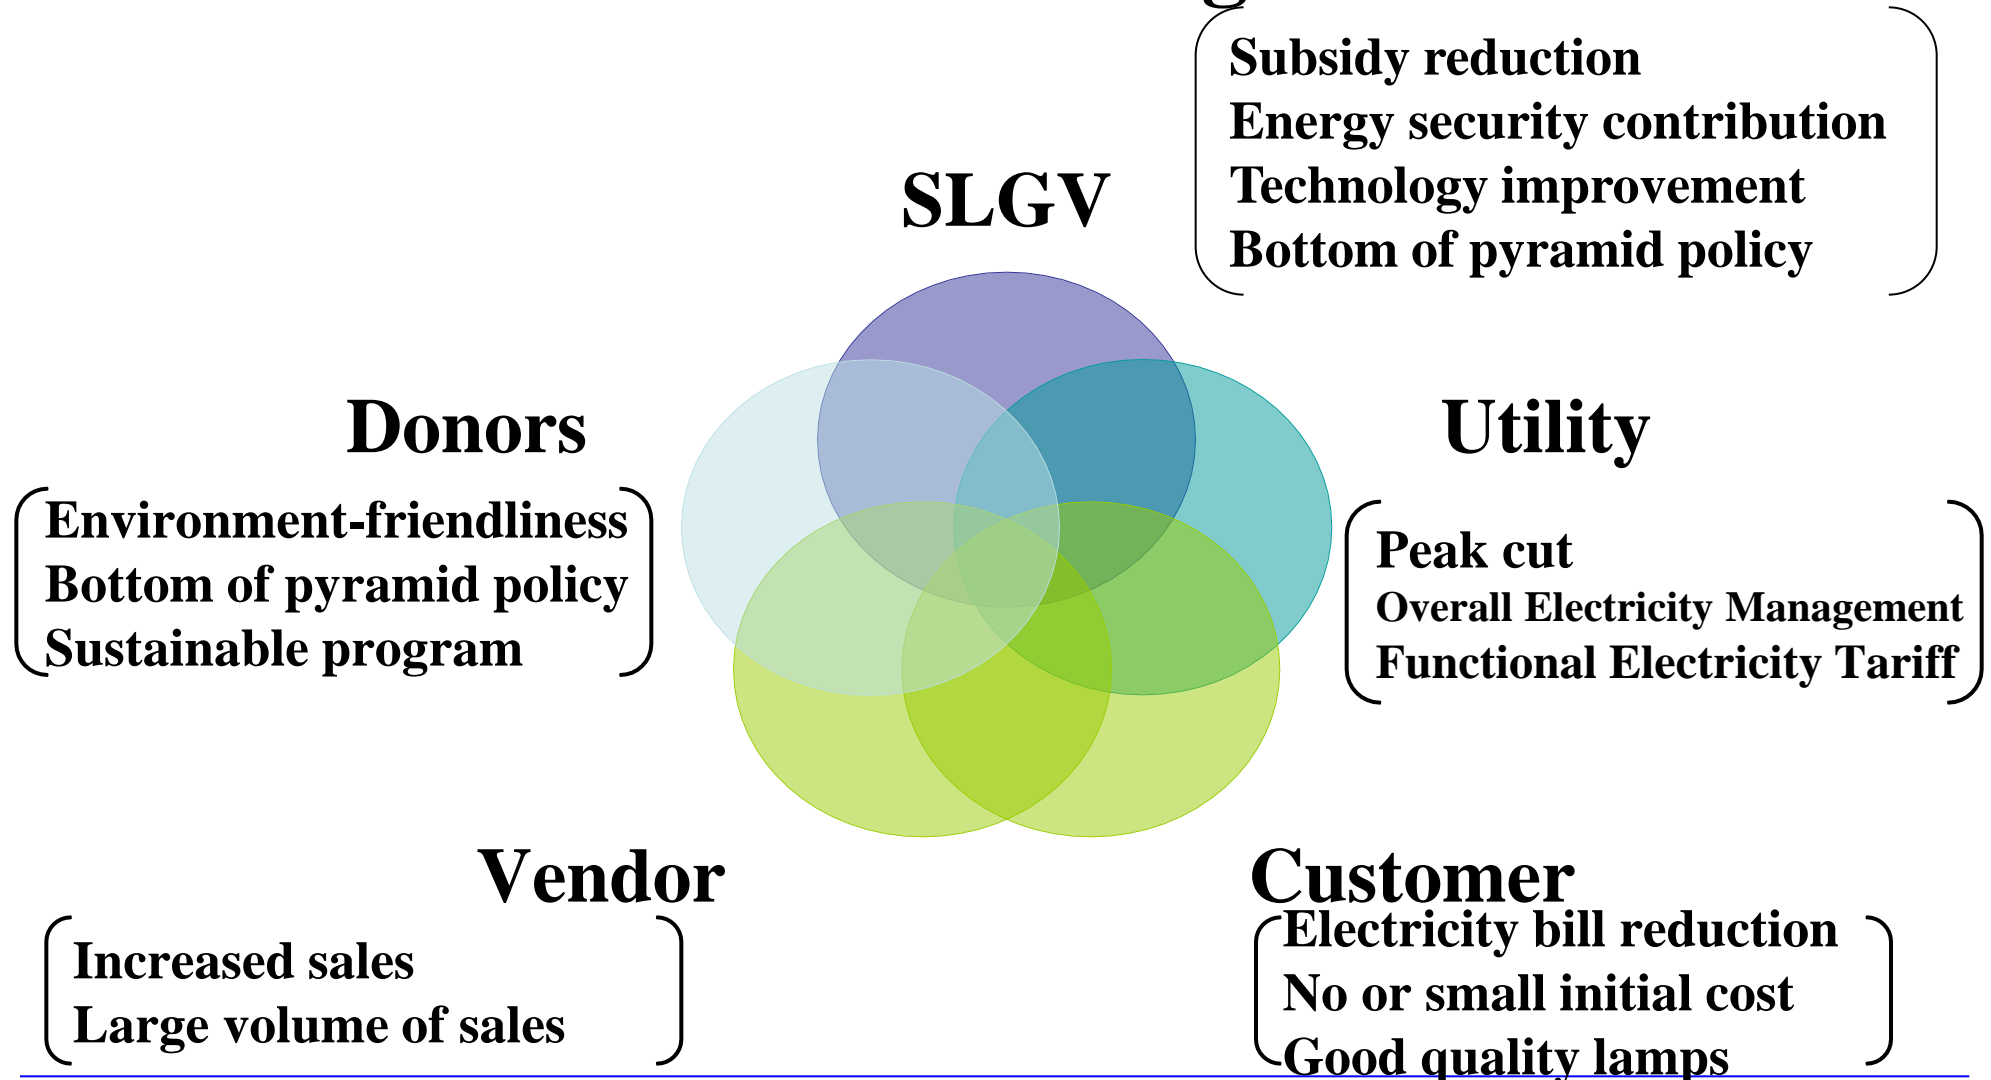 Subsidy reduction
Energy security contribution
Technology improvement
Bottom of pyramid policy
SLGV
Donors
Environment-friendliness
Bottom of pyramid policy
Sustainable program
Utility
Peak cut
Overall Electricity Management
Functional Electricity Tariff
Vendor
Increased sales
Large volume of sales
Customer
Electricity bill reduction
No or small initial cost
Good quality lamps